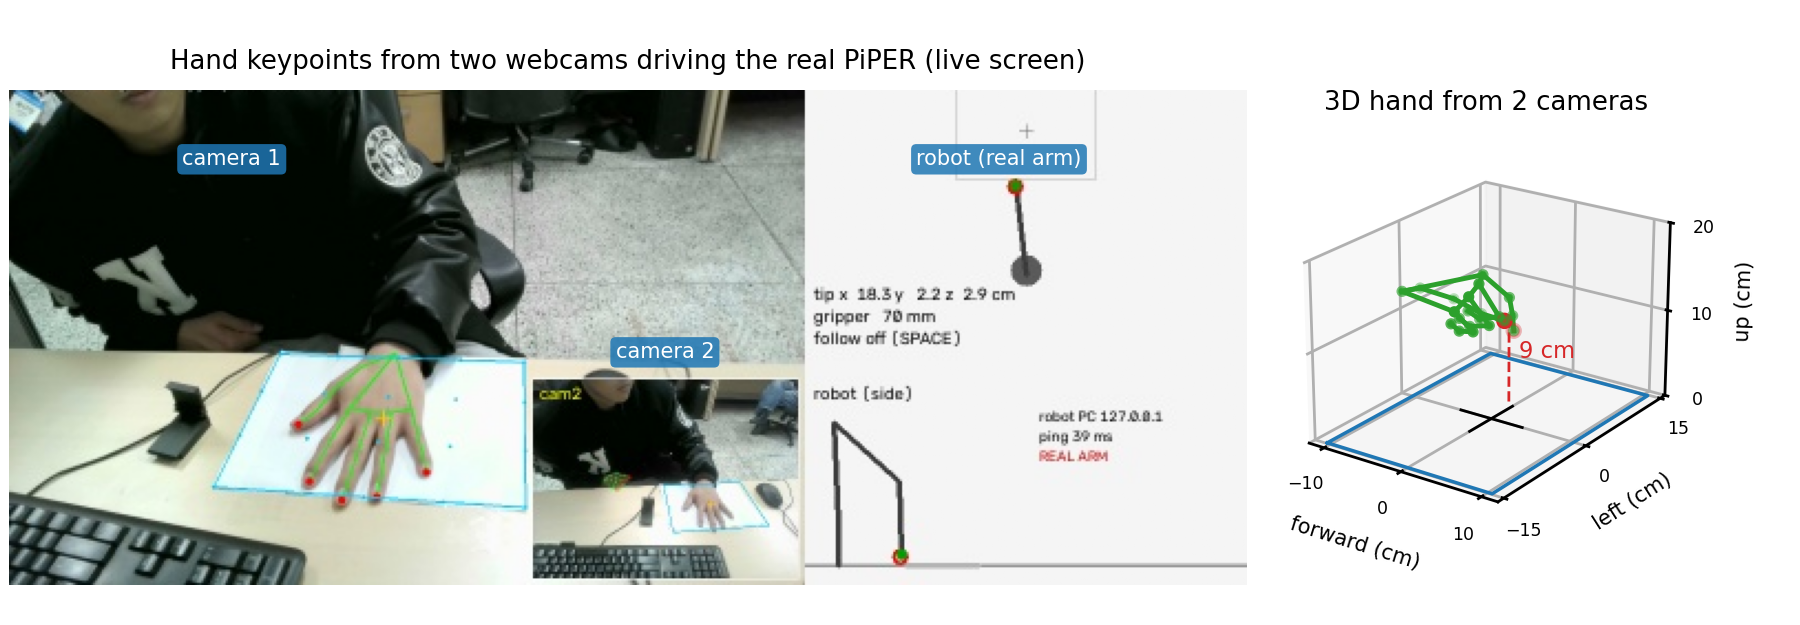 Hand keypoints from two webcams driving the real PiPER (live screen)
camera 1
K
camera 2
cam2
robot (real arm)
tip x 18.3 y 2.2 z 2.9 cm
gripper 70 mm
follow off [SPACE]
robot [side]
robot PC 127.0.0.1
ping 39 ms
REAL ARM
3D hand from 2 cameras
9 cm
20
10
0
up (cm)
15
0
−15
left (cm)
−10
0
10
forward (cm)